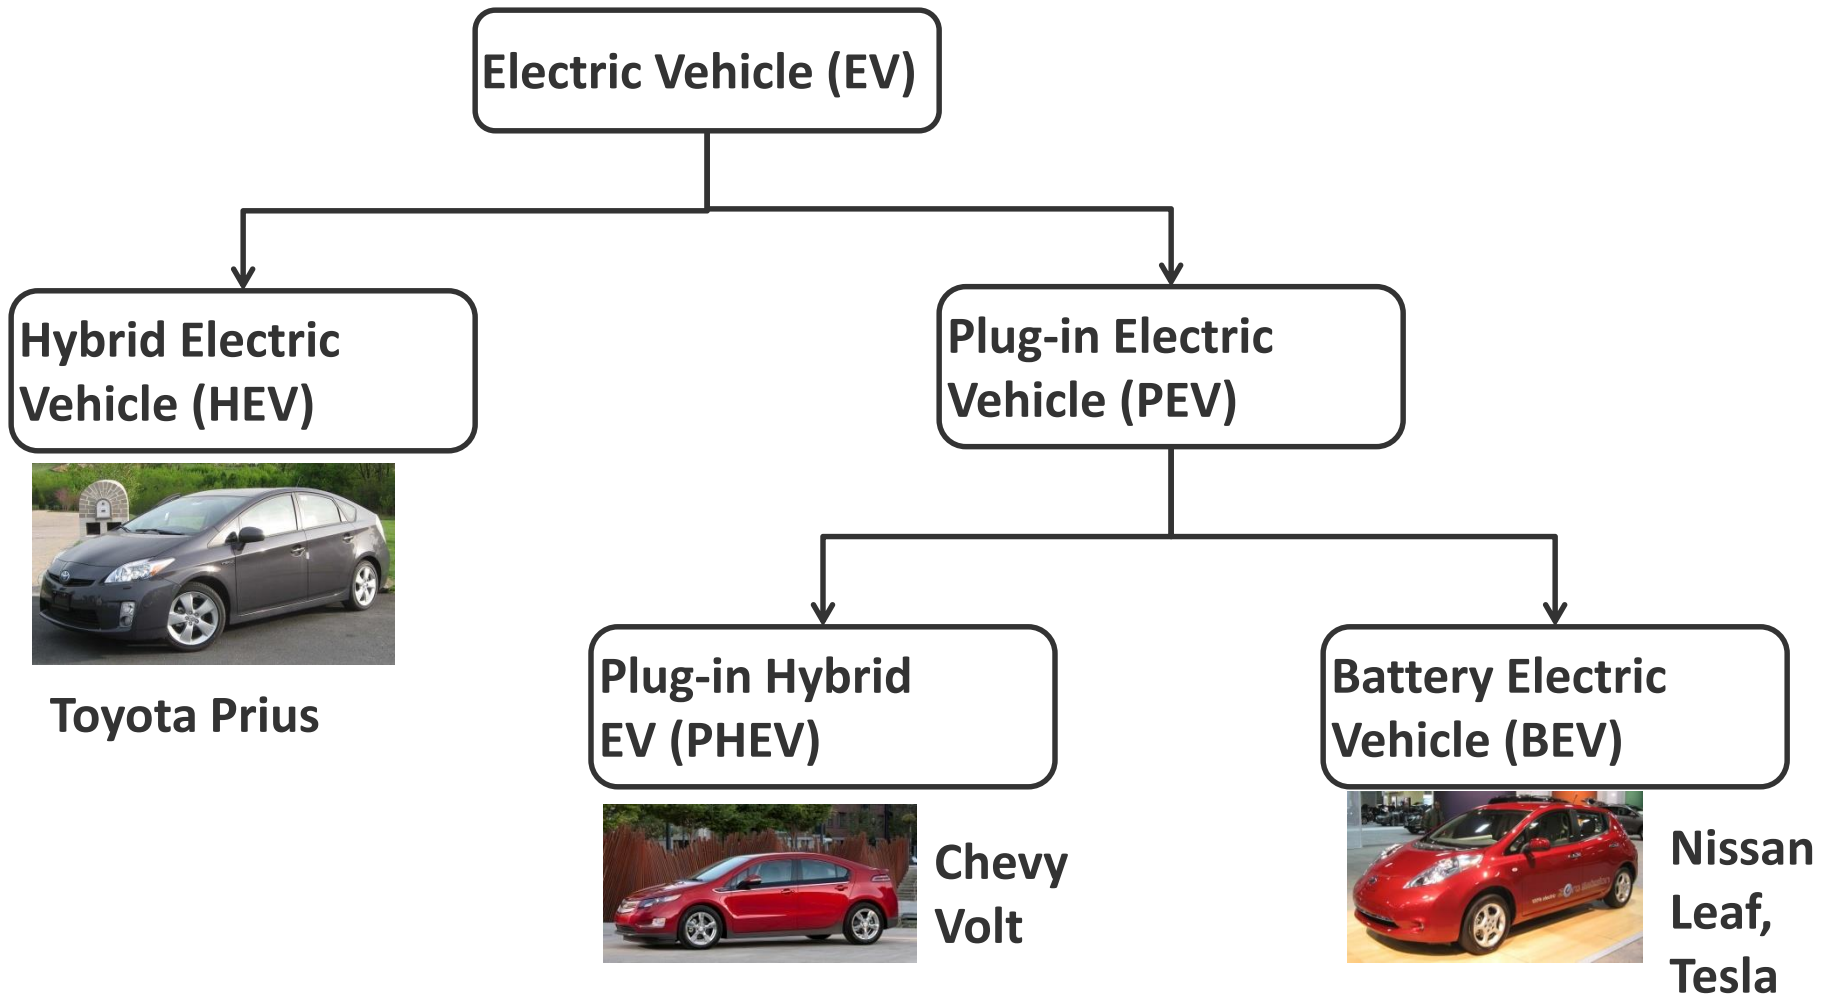 Electric Vehicle (EV)
Hybrid Electric
Vehicle (HEV)
Plug-in Electric
Vehicle (PEV)
Toyota Prius
Plug-in Hybrid
EV (PHEV)
Battery Electric
Vehicle (BEV)
Chevy
Volt
Nissan
Leaf,
Tesla